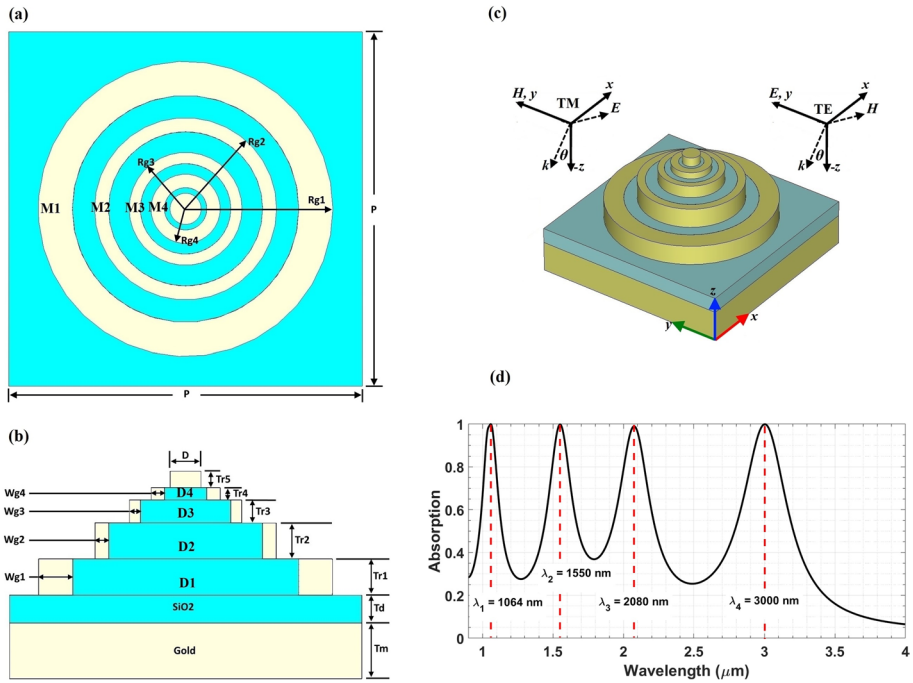 (a)
M1 M2 M3 M4
Rg3
Rg2
Rg1
Rg4
P
P
(b)
D
Tr5
Wg4
D4
Tr4
Wg3
D3
Tr3
Wg2
D2
Tr2
Wg1
D1
Tr1
SiO2
Td
Gold
Tm
(c)
H, y
TM
x
E
k
θ
-z
E, y
TE
x
H
k
θ
-z
z
y
x
(d)
Absorption
1
0.8
0.6
0.4
0.2
0
λ1 = 1064 nm
λ2 = 1550 nm
λ3 = 2080 nm
λ4 = 3000 nm
1 1.5 2 2.5 3 3.5 4
Wavelength (μm)